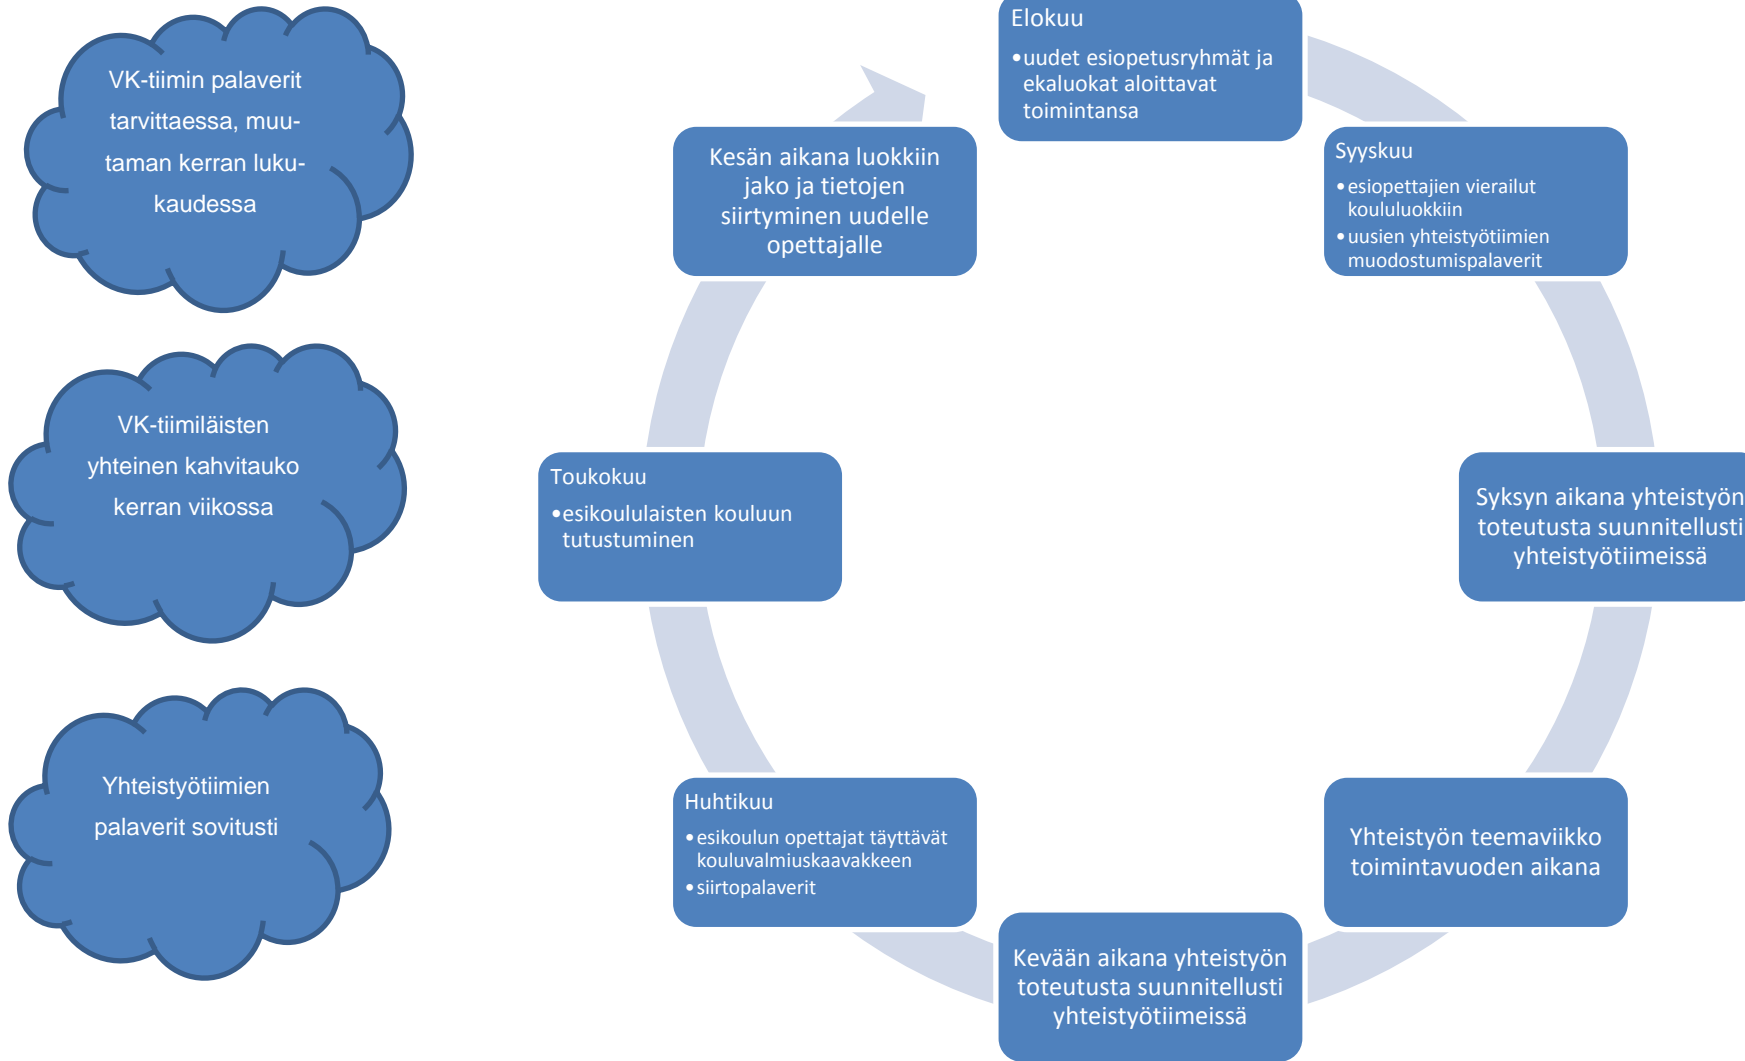 VK-tiimin palaverit
tarvittaessa, muu-
taman kerran luku-
kaudessa
VK-tiimiläisten
yhteinen kahvitauko
kerran viikossa
Yhteistyötiimien
palaverit sovitusti
Elokuu
•uudet esiopetusryhmät ja
ekaluokat aloittavat
toimintansa
Syyskuu
•esiopettajien vierailut
koululuokkiin
•uusien yhteistyötiimien
muodostumispalaverit
Syksyn aikana yhteistyön
toteutusta suunnitellusti
yhteistyötiimeissä
Yhteistyön teemaviikko
toimintavuoden aikana
Kevään aikana yhteistyön
toteutusta suunnitellusti
yhteistyötiimeissä
Huhtikuu
•esikoulun opettajat täyttävät
kouluvalmiuskaavakkeen
•siirtopalaverit
Toukokuu
•esikoululaisten kouluun
tutustuminen
Kesän aikana luokkiin
jako ja tietojen
siirtyminen uudelle
opettajalle